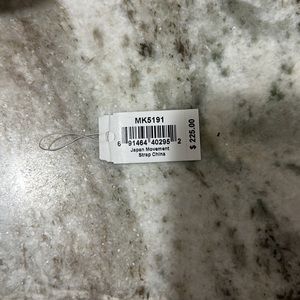 MK5191
6 91464 40295 2
Japan Movement
Strap China
$ 225.00